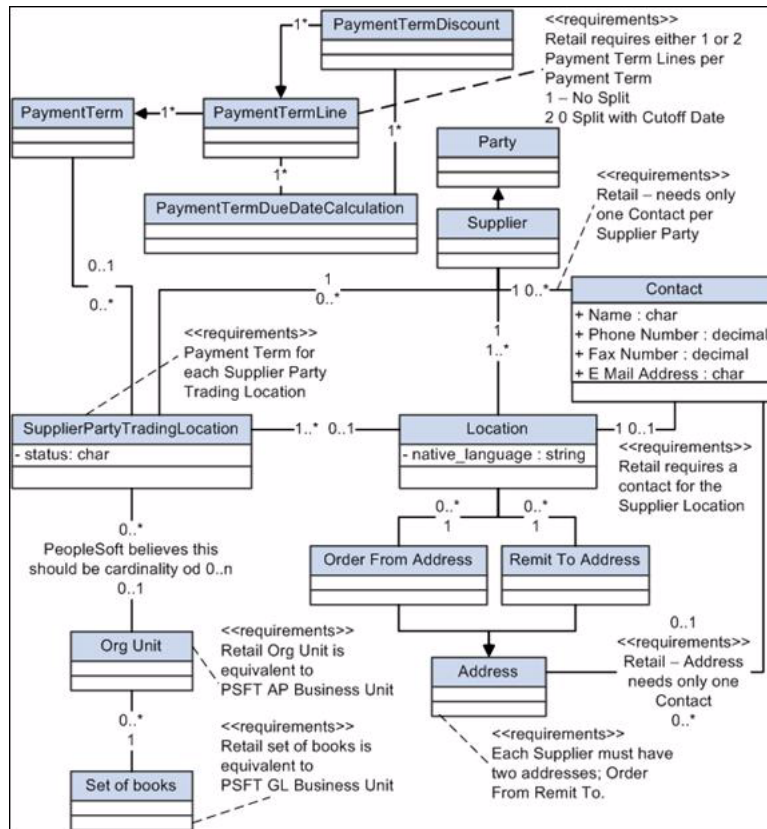 PaymentTermDiscount
<<requirements>>
Retail requires either 1 or 2
Payment Term Lines per
Payment Term
1 – No Split
2 0 Split with Cutoff Date
1*
PaymentTerm
1*
PaymentTermLine
1*
1*
PaymentTermDueDateCalculation
Party
Supplier
<<requirements>>
Retail – needs only
one Contact per
Supplier Party
0..1
0..*
1
0..*
1 0..*
Contact
+ Name : char
+ Phone Number : decimal
+ Fax Number : decimal
+ E Mail Address : char
<<requirements>>
Payment Term for
each Supplier Party
Trading Location
1
1..*
SupplierPartyTradingLocation
- status: char
1..* 0..1
Location
- native_language : string
1 0..1
<<requirements>>
Retail requires a
contact for the
Supplier Location
0..*
PeopleSoft believes this
should be cardinality od 0..n
0..1
0..*
1
0..*
1
Order From Address
Remit To Address
Org Unit
<<requirements>>
Retail Org Unit is
equivalent to
PSFT AP Business Unit
Address
0..1
<<requirements>>
Retail – Address
needs only one
Contact
0..*
0..*
1
<<requirements>>
Retail set of books is
equivalent to
PSFT GL Business Unit
<<requirements>>
Each Supplier must have
two addresses; Order
From Remit To.
Set of books